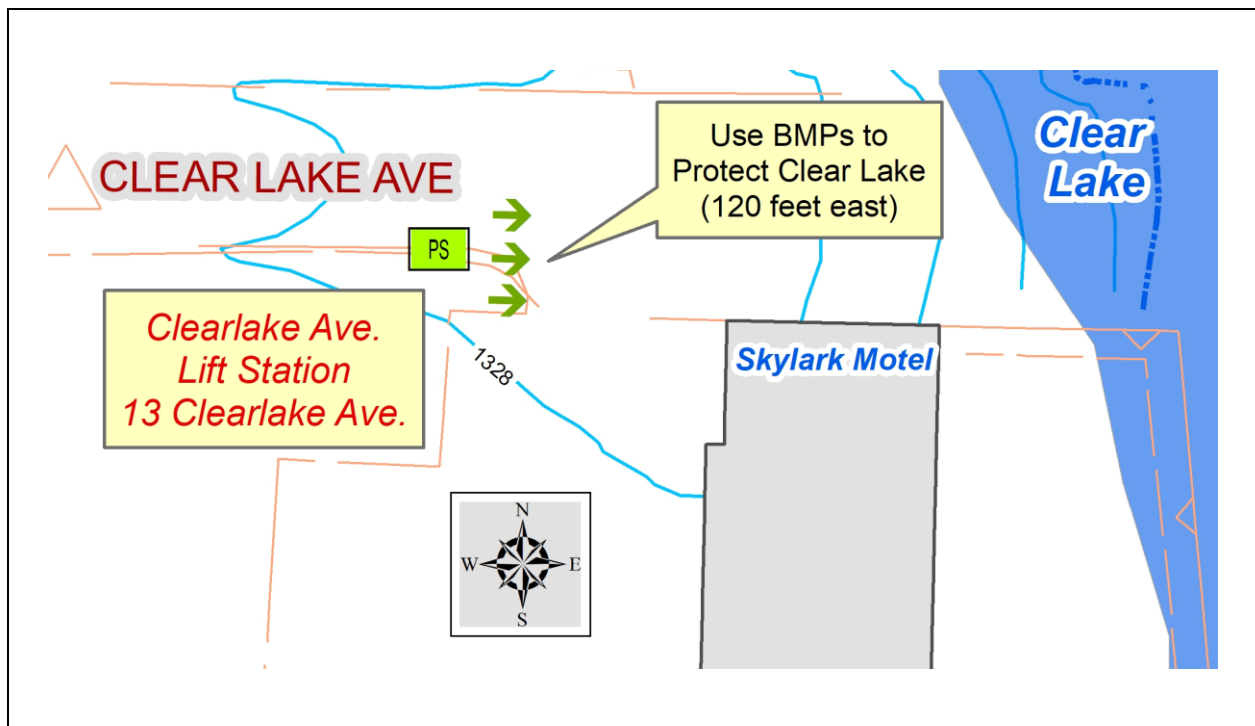 Use BMPs to
Protect Clear Lake
(120 feet east)
Clear
Lake
CLEAR LAKE AVE
PS
Clearlake Ave.
Lift Station
13 Clearlake Ave.
1328
Skylark Motel
N
W
E
S